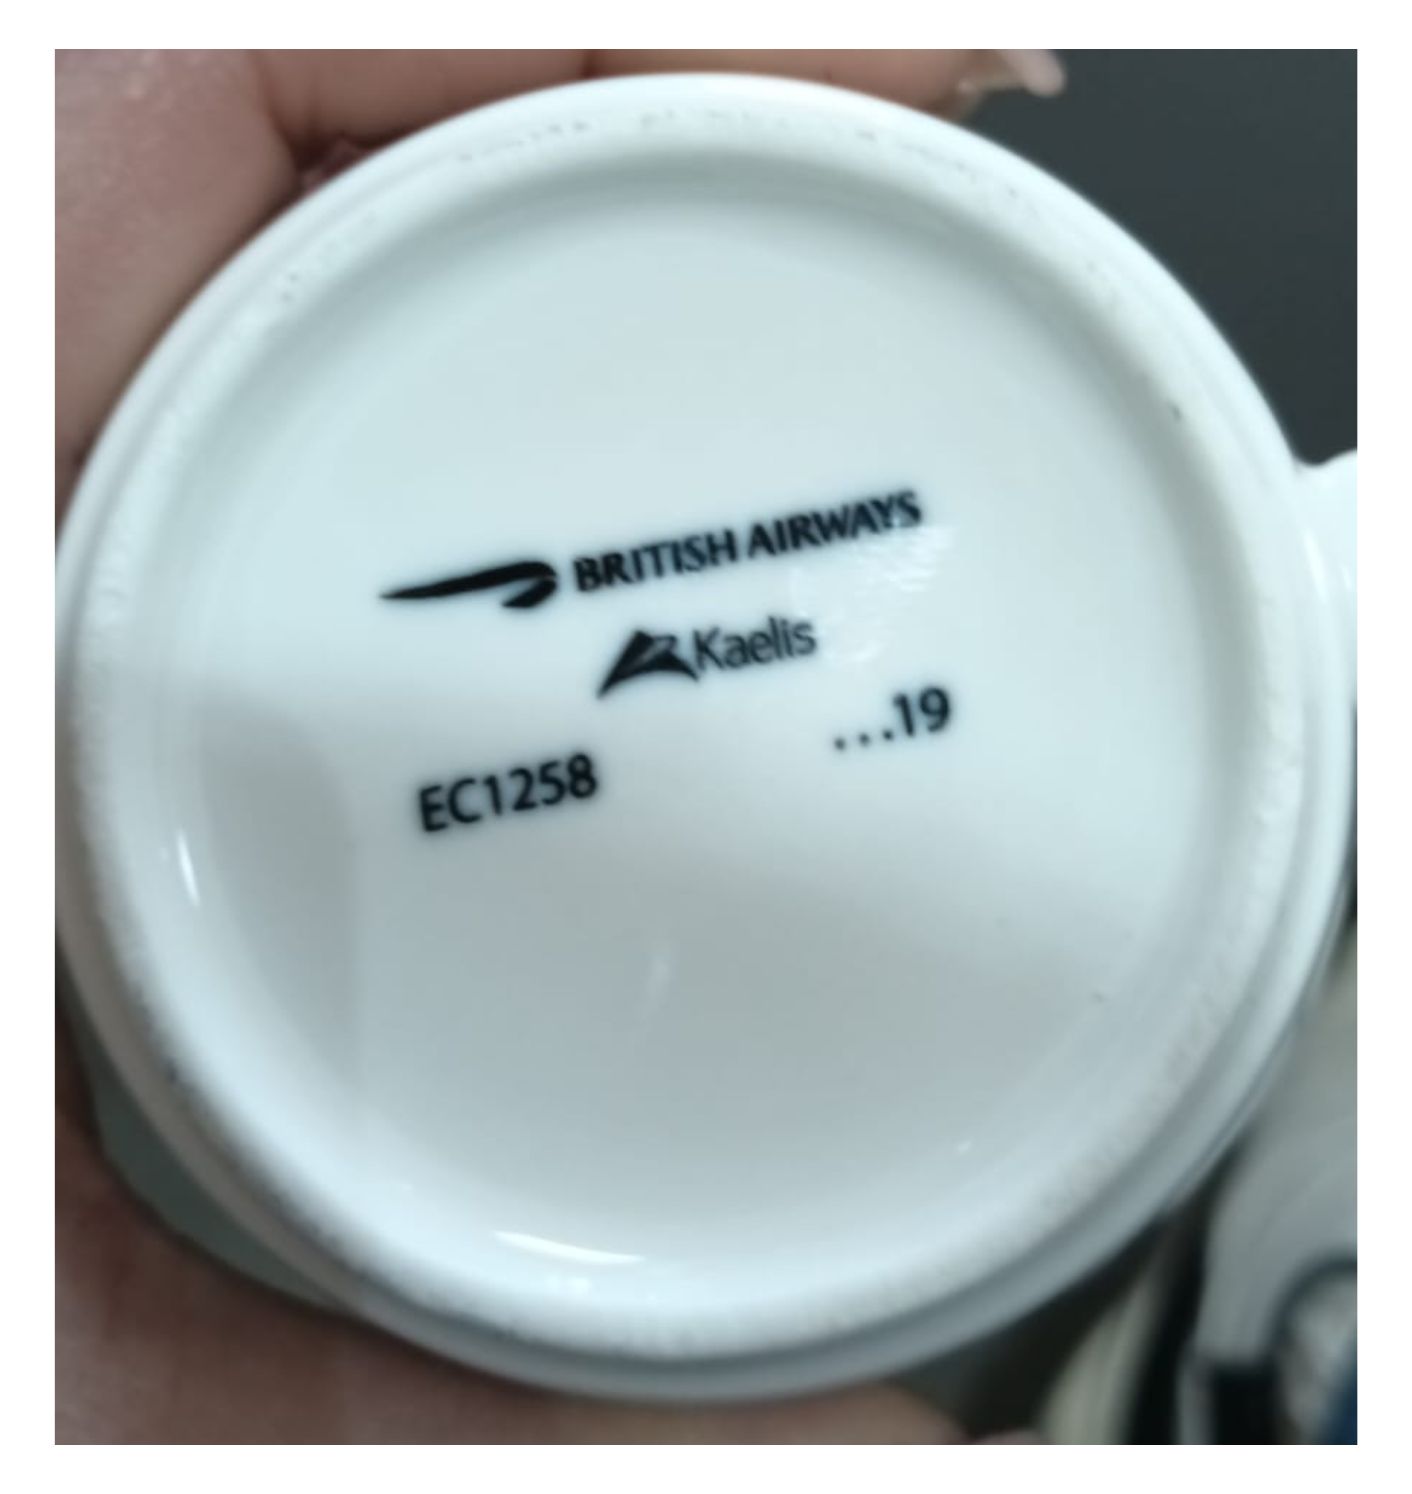 BRITISH AIRWAYS
Kaelis
EC1258 ...19